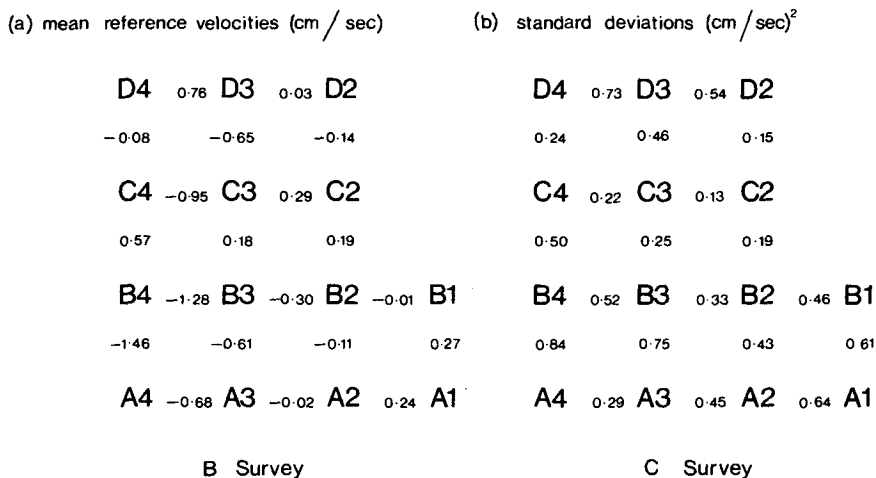 (a) mean reference velocities (cm / sec) (b) standard deviations (cm / sec)²
D4 0·76 D3 0·03 D2 D4 0·73 D3 0·54 D2
−0·08 −0·65 −0·14 0·24 0·46 0·15
C4 −0·95 C3 0·29 C2 C4 0·22 C3 0·13 C2
0·57 0·18 0·19 0·50 0·25 0·19
B4 −1·28 B3 −0·30 B2 −0·01 B1 B4 0·52 B3 0·33 B2 0·46 B1
−1·46 −0·61 −0·11 0·27 0·84 0·75 0·43 0 61
A4 −0·68 A3 −0·02 A2 0·24 A1 A4 0·29 A3 0·45 A2 0·64 A1
B Survey C Survey